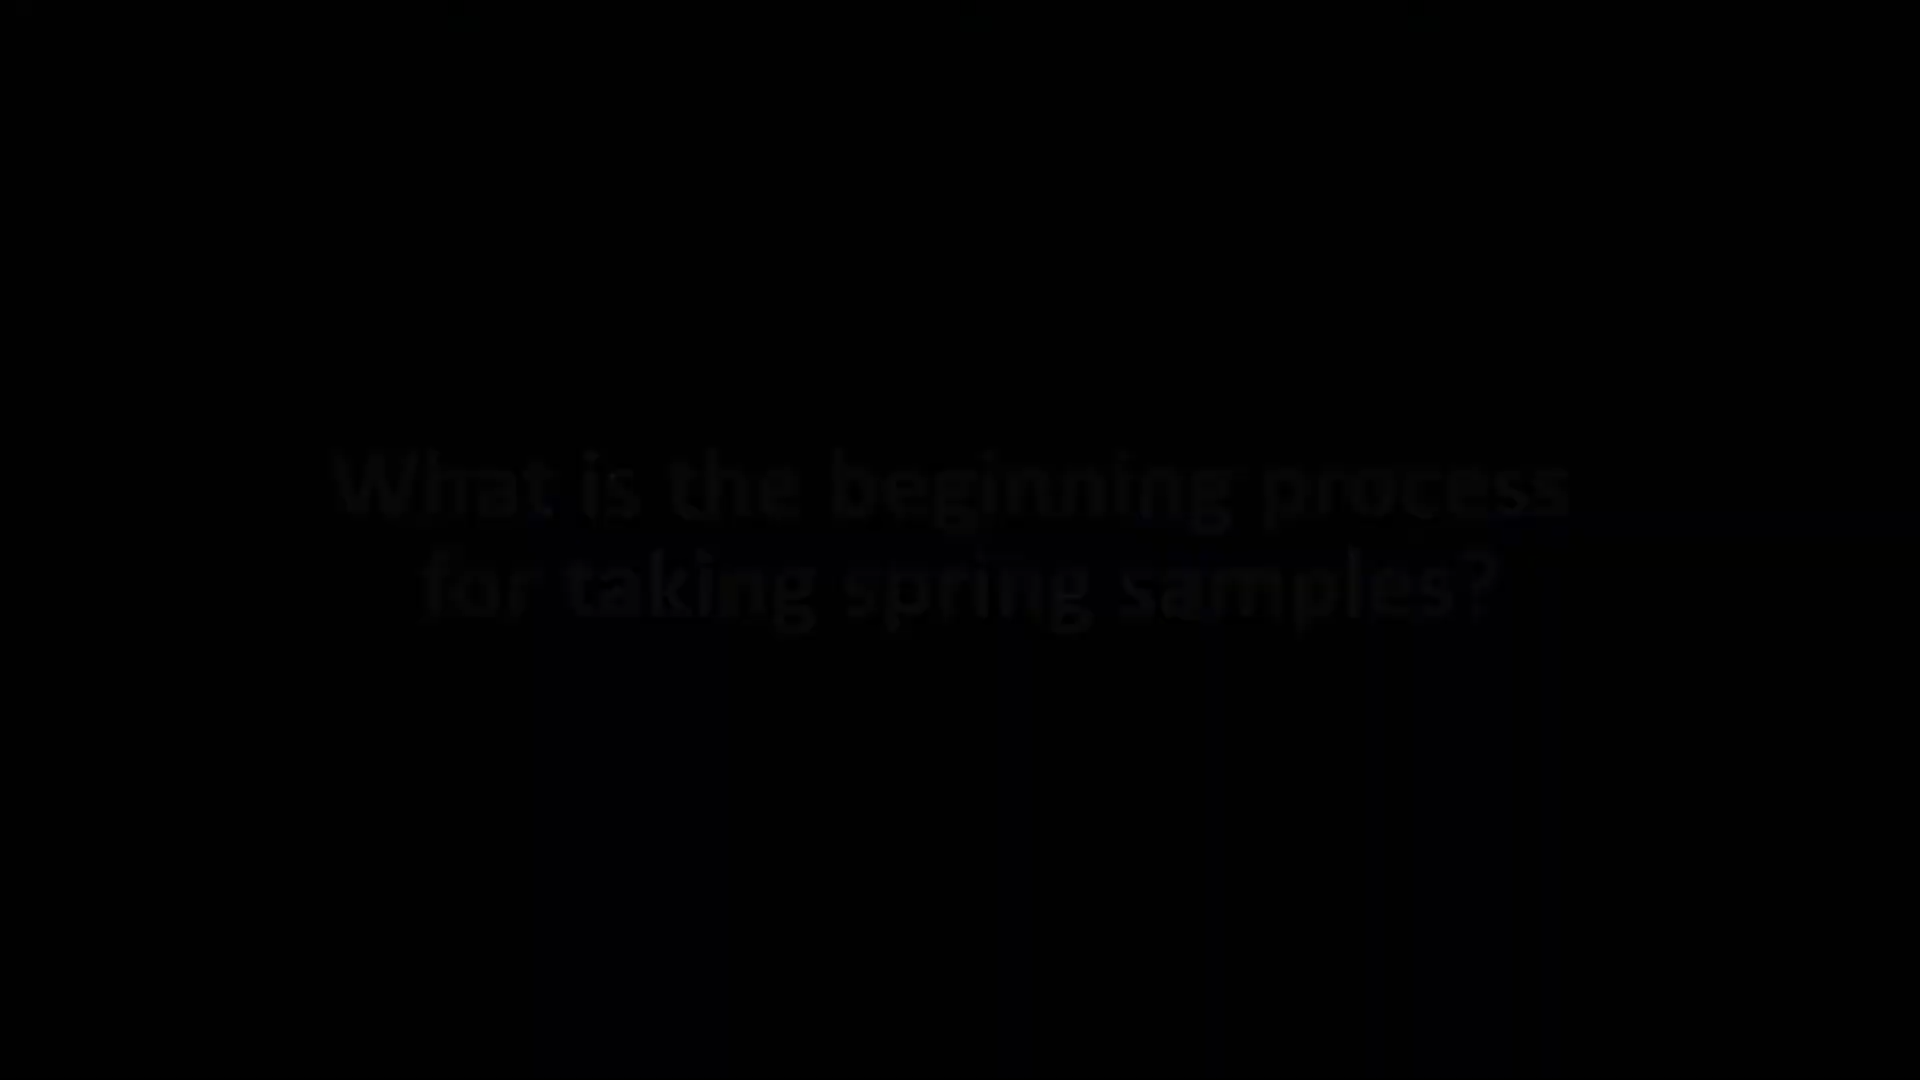 What is the beginning process
for taking spring samples?